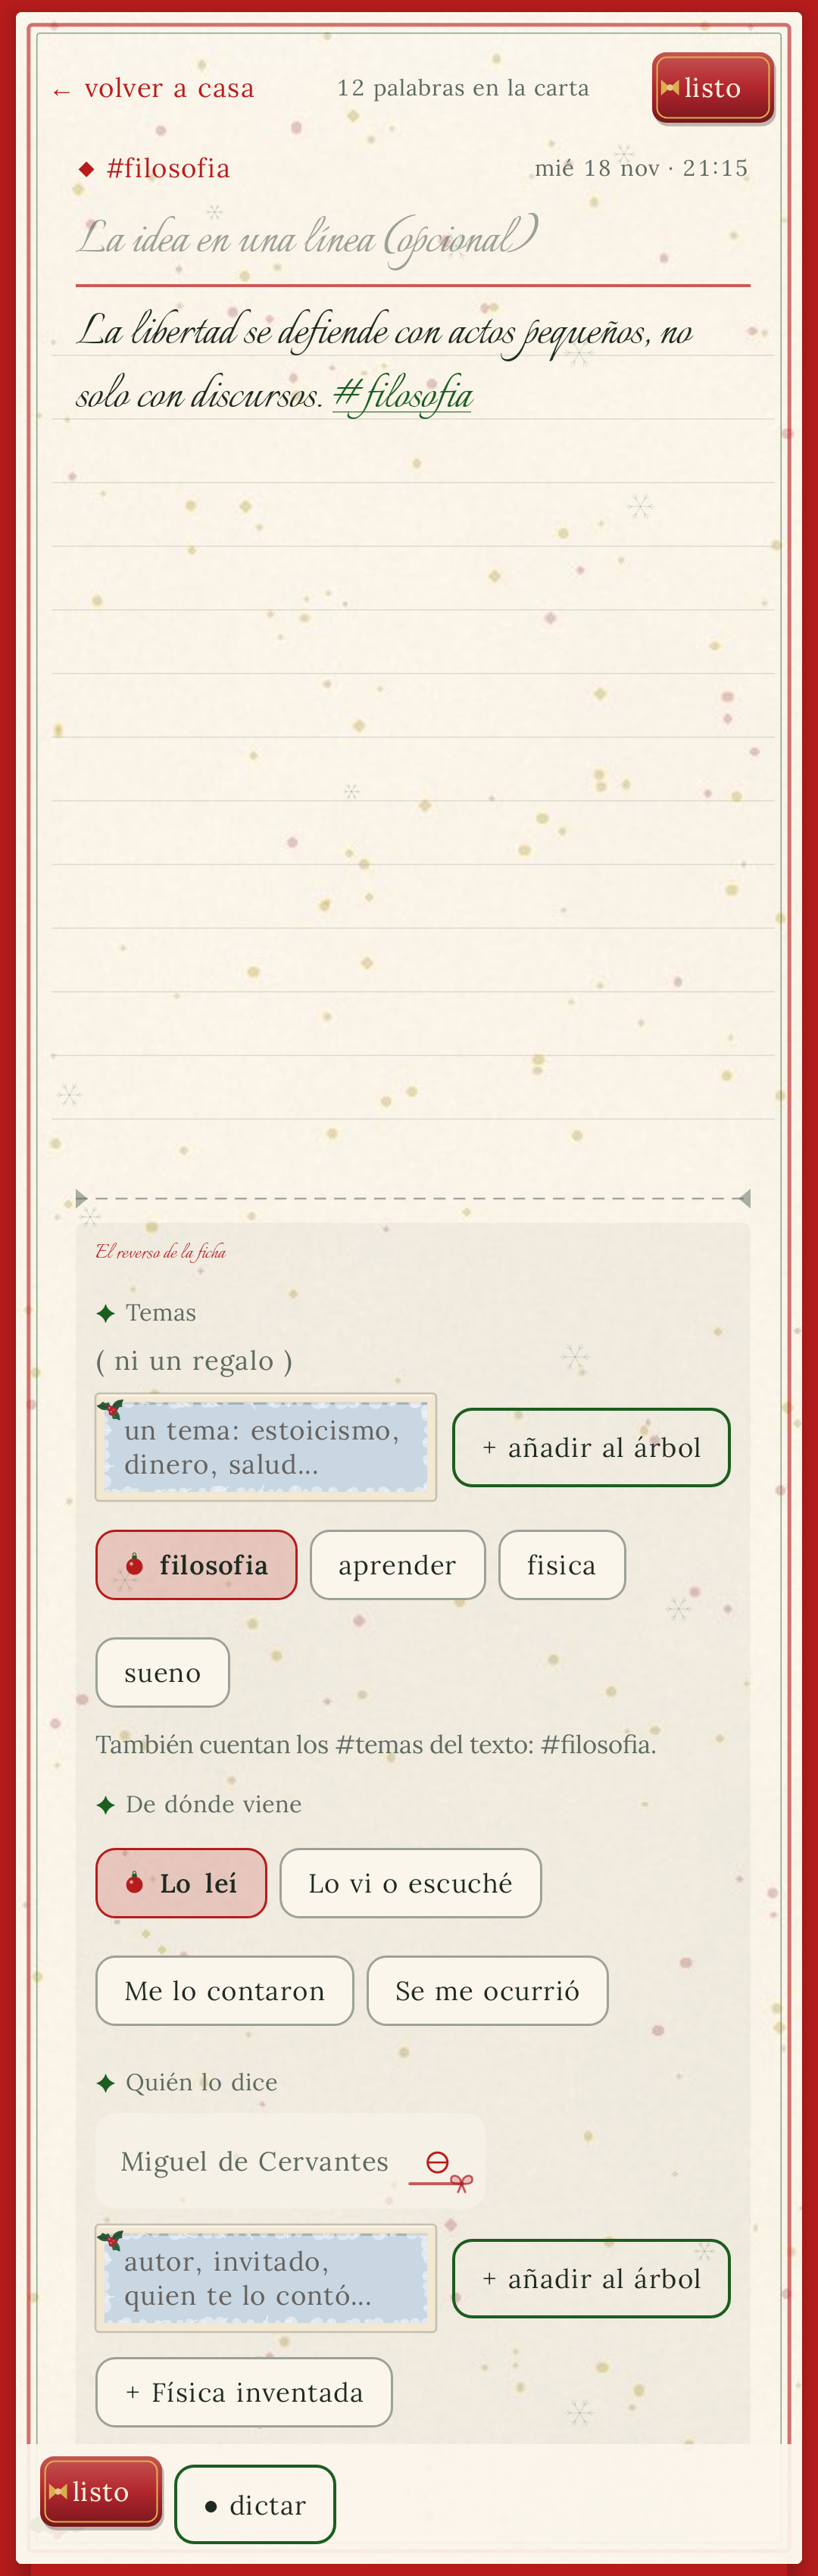 ← volver a casa
12 palabras en la carta
listo
◆ #filosofia
mié 18 nov · 21:15
La idea en una línea (opcional)
La libertad se defiende con actos pequeños, no
solo con discursos. #filosofia
El reverso de la ficha
Temas
( ni un regalo )
un tema: estoicismo,
dinero, salud...
+ añadir al árbol
filosofia
aprender
fisica
sueno
También cuentan los #temas del texto: #filosofia.
De dónde viene
Lo leí
Lo vi o escuché
Me lo contaron
Se me ocurrió
Quién lo dice
Miguel de Cervantes
autor, invitado,
quien te lo contó...
+ añadir al árbol
+ Física inventada
listo
● dictar